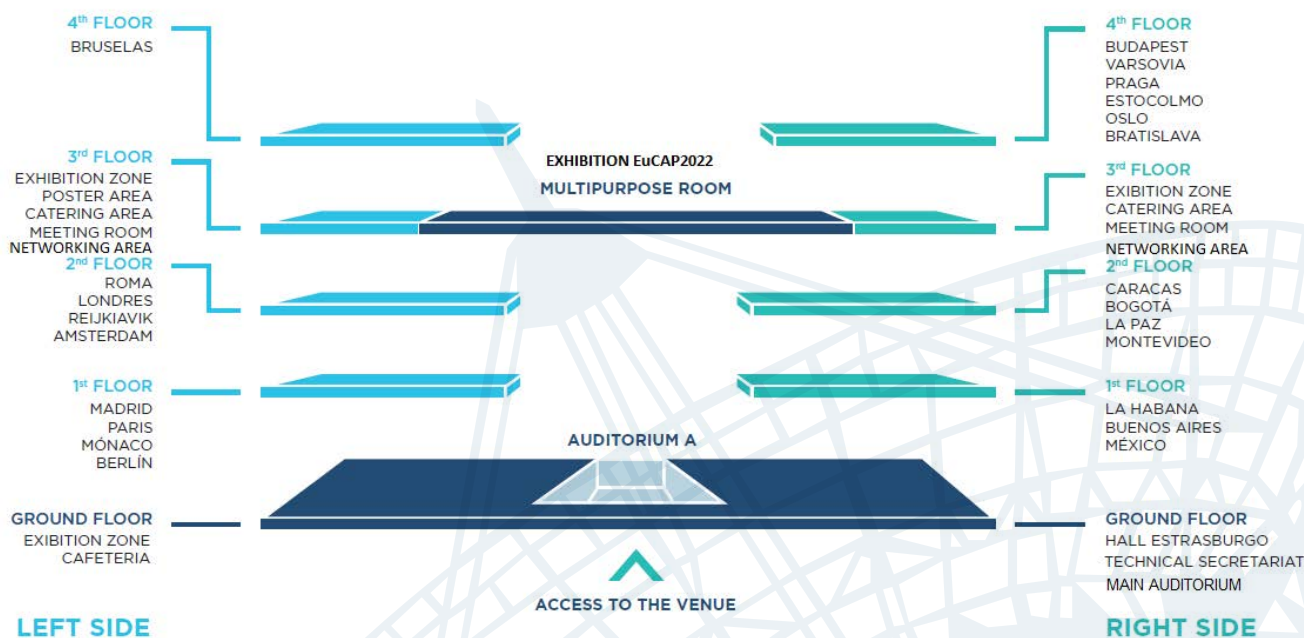 4th FLOOR
BRUSELAS
3rd FLOOR
EXHIBITION ZONE
POSTER AREA
CATERING AREA
MEETING ROOM
NETWORKING AREA
2nd FLOOR
ROMA
LONDRES
REIJKIAVIK
AMSTERDAM
1st FLOOR
MADRID
PARIS
MÓNACO
BERLÍN
GROUND FLOOR
EXIBITION ZONE
CAFETERIA
LEFT SIDE
EXHIBITION EuCAP2022
MULTIPURPOSE ROOM
AUDITORIUM A
ACCESS TO THE VENUE
4th FLOOR
BUDAPEST
VARSOVIA
PRAGA
ESTOCOLMO
OSLO
BRATISLAVA
3rd FLOOR
EXIBITION ZONE
CATERING AREA
MEETING ROOM
NETWORKING AREA
2nd FLOOR
CARACAS
BOGOTÁ
LA PAZ
MONTEVIDEO
1st FLOOR
LA HABANA
BUENOS AIRES
MÉXICO
GROUND FLOOR
HALL ESTRASBURGO
TECHNICAL SECRETARIAT
MAIN AUDITORIUM
RIGHT SIDE